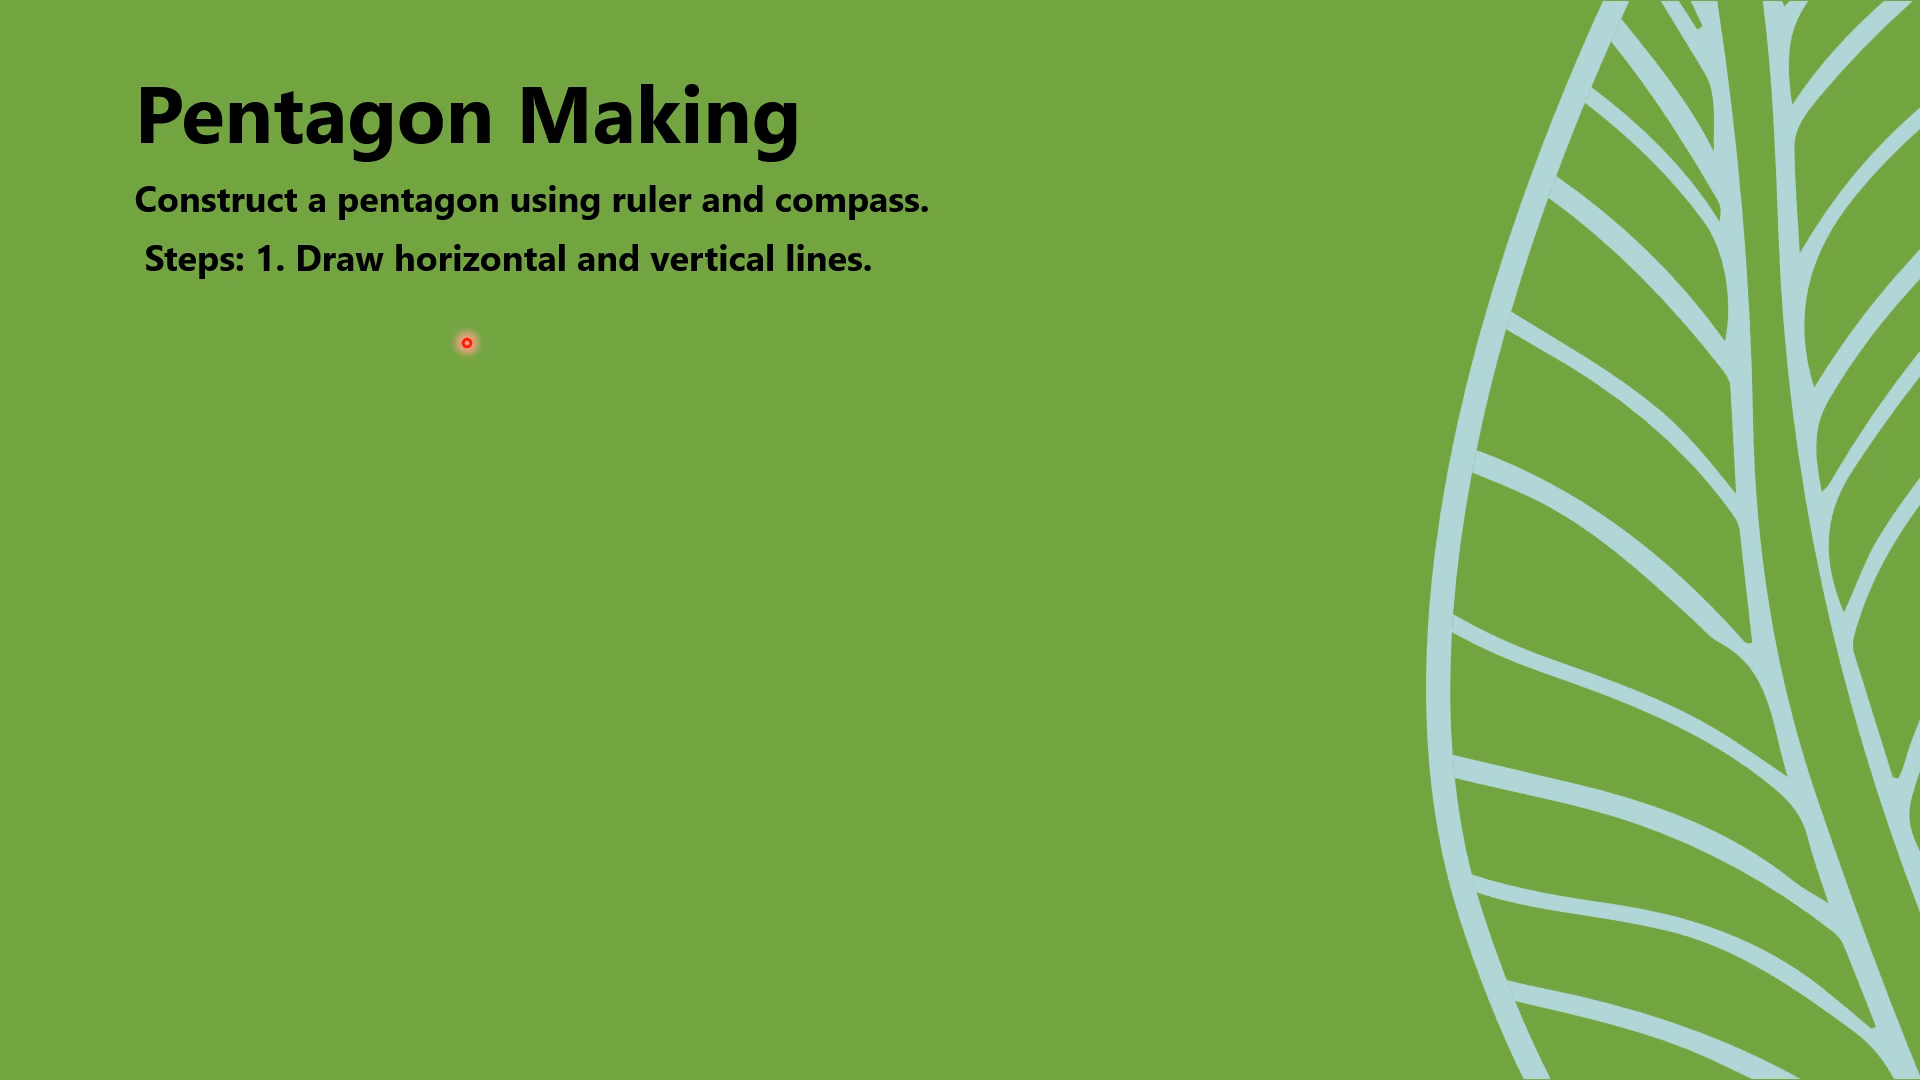 Pentagon Making
Construct a pentagon using ruler and compass.
Steps: 1. Draw horizontal and vertical lines.